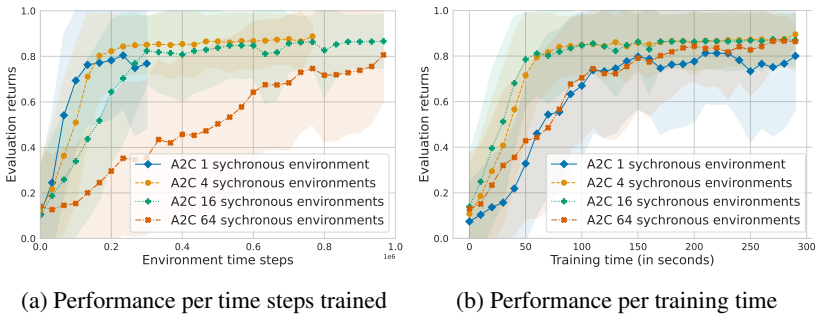 1.0
0.8
0.6
0.4
0.2
0.0
Evaluation returns
A2C 1 sychronous environment
A2C 4 sychronous environments
A2C 16 sychronous environments
A2C 64 sychronous environments
0.0 0.2 0.4 0.6 0.8 1.0
1e6
Environment time steps
(a) Performance per time steps trained
1.0
0.8
0.6
0.4
0.2
0.0
Evaluation returns
A2C 1 sychronous environment
A2C 4 sychronous environments
A2C 16 sychronous environments
A2C 64 sychronous environments
0 50 100 150 200 250 300
Training time (in seconds)
(b) Performance per training time